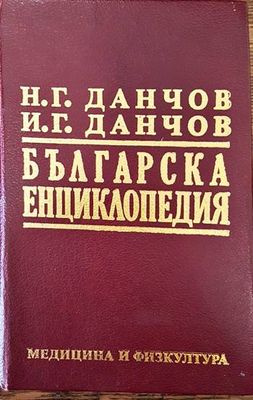 Н.Г. ДАНЧОВ
И.Г. ДАНЧОВ
БЪЛГАРСКА
ЕНЦИКЛОПЕДИЯ
МЕДИЦИНА И ФИЗКУЛТУРА